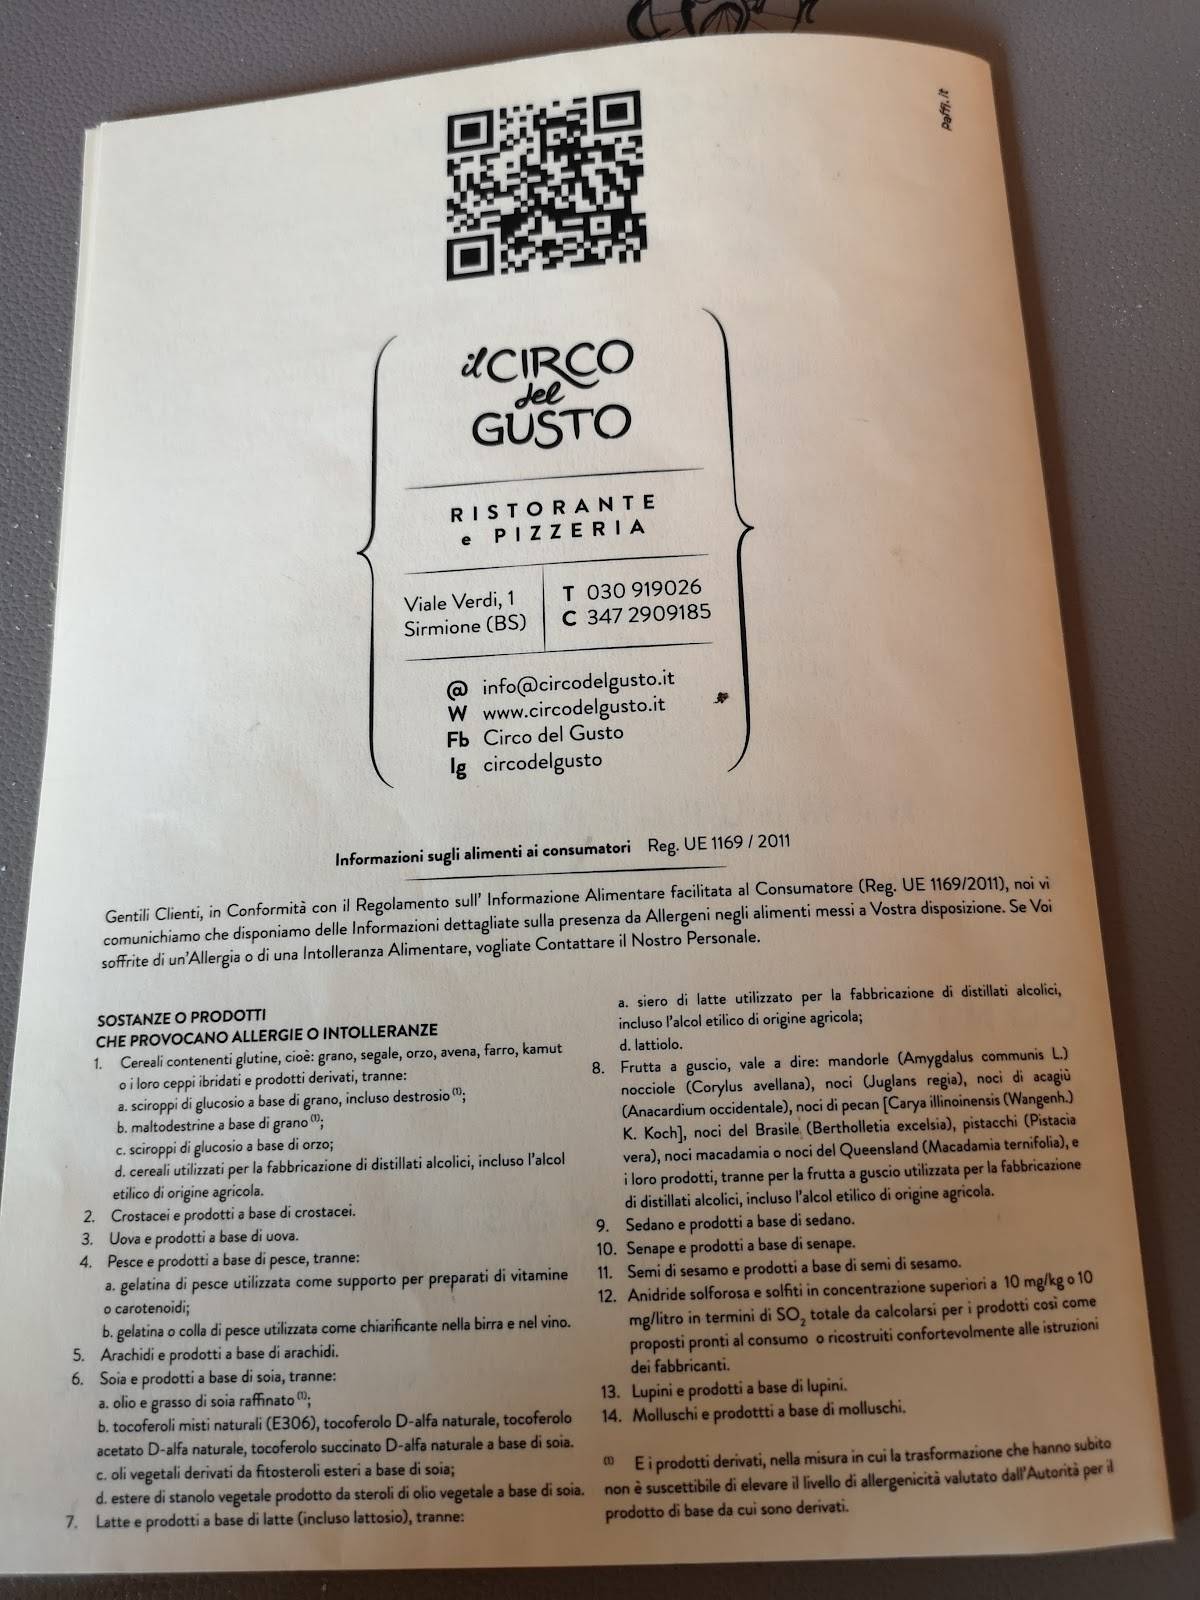 Paffi.it
il CIRCO
del
GUSTO
RISTORANTE
e PIZZERIA
Viale Verdi, 1
Sirmione (BS)
T 030 919026
C 347 2909185
@ info@circodelgusto.it
W www.circodelgusto.it
Fb Circo del Gusto
Ig circodelgusto
Informazioni sugli alimenti ai consumatori Reg. UE 1169 / 2011
Gentili Clienti, in Conformità con il Regolamento sull' Informazione Alimentare facilitata al Consumatore (Reg. UE 1169/2011), noi vi
comunichiamo che disponiamo delle Informazioni dettagliate sulla presenza da Allergeni negli alimenti messi a Vostra disposizione. Se Voi
soffrite di un'Allergia o di una Intolleranza Alimentare, vogliate Contattare il Nostro Personale.
SOSTANZE O PRODOTTI
CHE PROVOCANO ALLERGIE O INTOLLERANZE
1. Cereali contenenti glutine, cioè: grano, segale, orzo, avena, farro, kamut
o i loro ceppi ibridati e prodotti derivati, tranne:
a. sciroppi di glucosio a base di grano, incluso destrosio (1);
b. maltodestrine a base di grano (1);
c. sciroppi di glucosio a base di orzo;
d. cereali utilizzati per la fabbricazione di distillati alcolici, incluso l'alcol
etilico di origine agricola.
2. Crostacei e prodotti a base di crostacei.
3. Uova e prodotti a base di uova.
4. Pesce e prodotti a base di pesce, tranne:
a. gelatina di pesce utilizzata come supporto per preparati di vitamine
o carotenoidi;
b. gelatina o colla di pesce utilizzata come chiarificante nella birra e nel vino.
5. Arachidi e prodotti a base di arachidi.
6. Soia e prodotti a base di soia, tranne:
a. olio e grasso di soia raffinato (1);
b. tocoferoli misti naturali (E306), tocoferolo D-alfa naturale, tocoferolo
acetato D-alfa naturale, tocoferolo succinato D-alfa naturale a base di soia.
c. oli vegetali derivati da fitosteroli esteri a base di soia;
d. estere di stanolo vegetale prodotto da steroli di olio vegetale a base di soia.
7. Latte e prodotti a base di latte (incluso lattosio), tranne:
a. siero di latte utilizzato per la fabbricazione di distillati alcolici,
incluso l'alcol etilico di origine agricola;
d. lattiolo.
8. Frutta a guscio, vale a dire: mandorle (Amygdalus communis L.)
nocciole (Corylus avellana), noci (Juglans regia), noci di acagiù
(Anacardium occidentale), noci di pecan [Carya illinoinensis (Wangenh.)
K. Koch], noci del Brasile (Bertholletia excelsia), pistacchi (Pistacia
vera), noci macadamia o noci del Queensland (Macadamia ternifolia), e
i loro prodotti, tranne per la frutta a guscio utilizzata per la fabbricazione
di distillati alcolici, incluso l'alcol etilico di origine agricola.
9. Sedano e prodotti a base di sedano.
10. Senape e prodotti a base di senape.
11. Semi di sesamo e prodotti a base di semi di sesamo.
12. Anidride solforosa e solfiti in concentrazione superiori a 10 mg/kg o 10
mg/litro in termini di SO2 totale da calcolarsi per i prodotti così come
proposti pronti al consumo o ricostruiti confortevolmente alle istruzioni
dei fabbricanti.
13. Lupini e prodotti a base di lupini.
14. Molluschi e prodottti a base di molluschi.
(1) E i prodotti derivati, nella misura in cui la trasformazione che hanno subito
non è suscettibile di elevare il livello di allergenicità valutato dall'Autorità per il
prodotto di base da cui sono derivati.